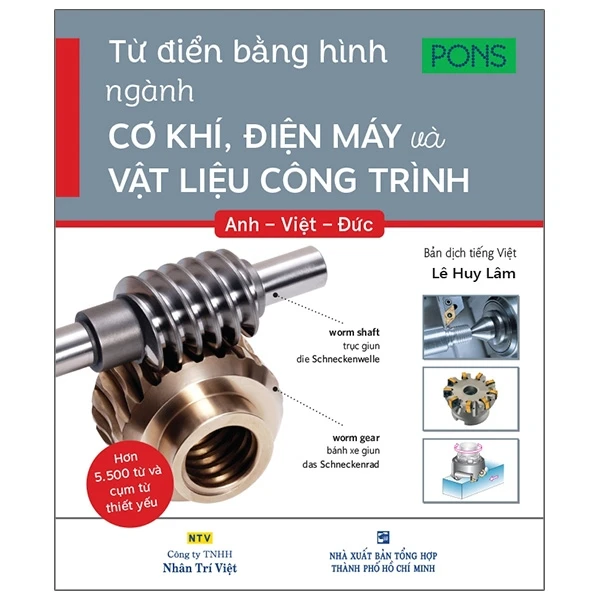 Từ điển bằng hình
PONS
ngành
CƠ KHÍ, ĐIỆN MÁY và
VẬT LIỆU CÔNG TRÌNH
Anh – Việt – Đức
Bản dịch tiếng Việt
Lê Huy Lâm
worm shaft
trục giun
die Schneckenwelle
worm gear
bánh xe giun
das Schneckenrad
Hơn
5.500 từ và
cụm từ
thiết yếu
NTV
Công ty TNHH
Nhân Trí Việt
NHÀ XUẤT BẢN TỔNG HỢP
THÀNH PHỐ HỒ CHÍ MINH